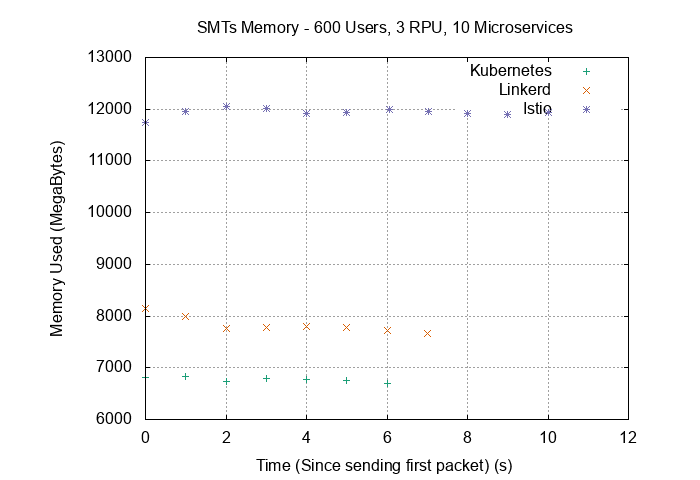 SMTs Memory - 600 Users, 3 RPU, 10 Microservices
13000
12000
11000
10000
9000
8000
7000
6000
Memory Used (MegaBytes)
Kubernetes
Linkerd
Istio
0 2 4 6 8 10 12
Time (Since sending first packet) (s)